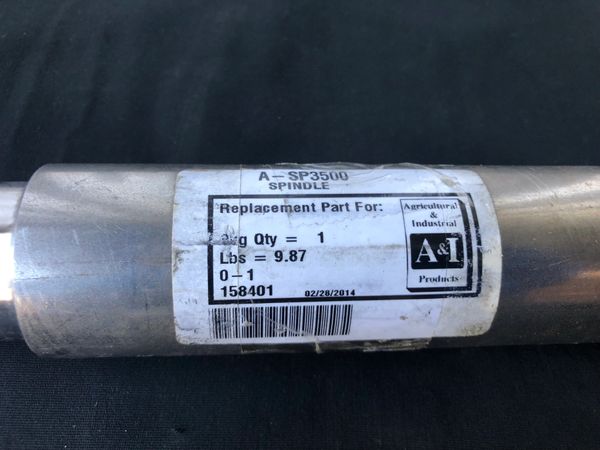 A-SP3500
SPINDLE
Replacement Part For:
Qty = 1
Lbs = 9.87
0-1
158401 02/26/2014
Agricultural
&
Industrial
A&I
Products